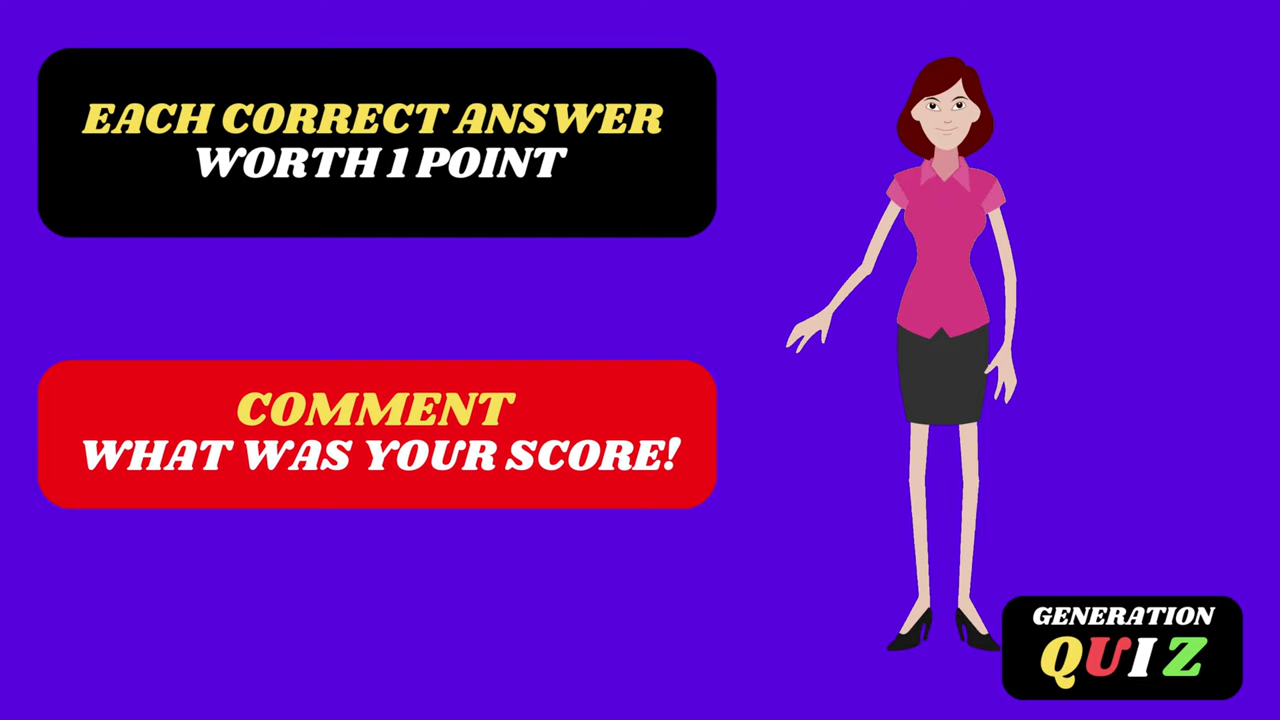 EACH CORRECT ANSWER
WORTH 1 POINT
COMMENT
WHAT WAS YOUR SCORE!
GENERATION
QUIZ